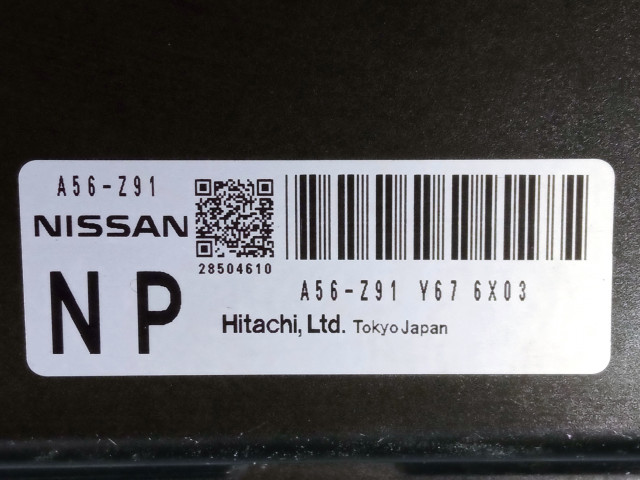 A56-Z91
NISSAN
NP
28504610
A56-Z91 Y67 6X03
Hitachi, Ltd. Tokyo Japan